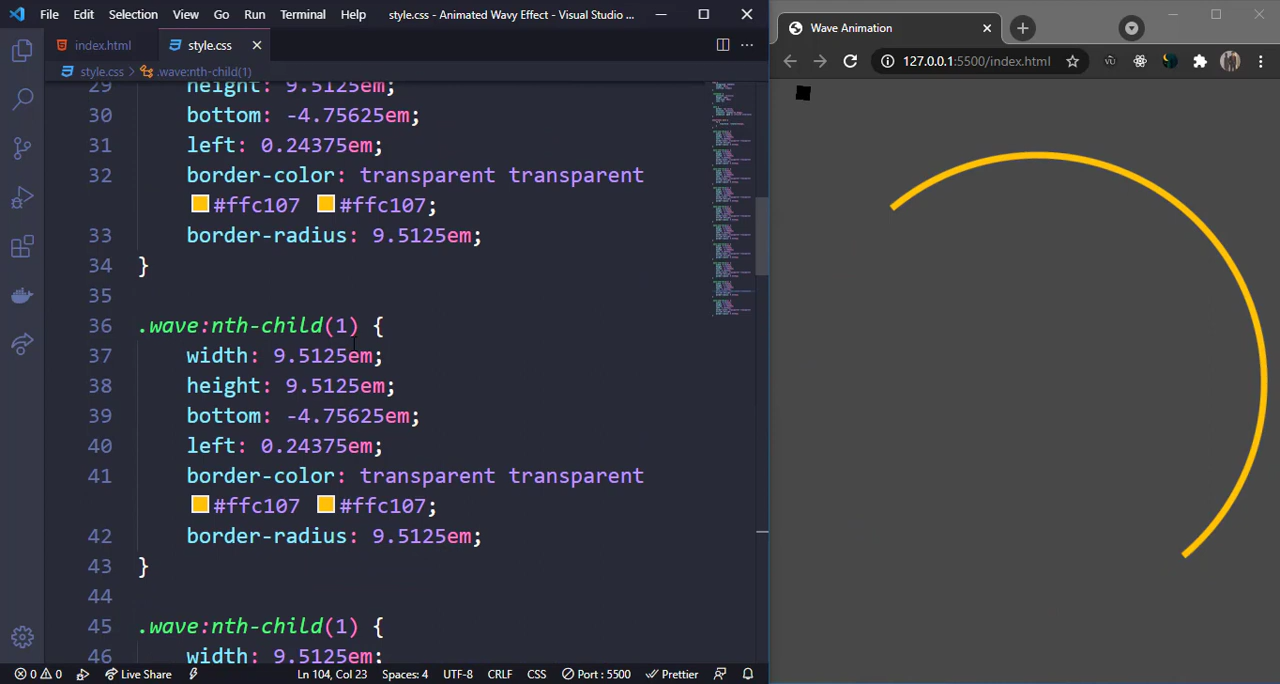 File Edit Selection View Go Run Terminal Help style.css - Animated Wavy Effect - Visual Studio ...
index.html style.css
style.css > .wave:nth-child(1)
29 height: 9.5125em;
30 bottom: -4.75625em;
31 left: 0.24375em;
32 border-color: transparent transparent
#ffc107 #ffc107;
33 border-radius: 9.5125em;
34 }
35
36 .wave:nth-child(1) {
37 width: 9.5125em;
38 height: 9.5125em;
39 bottom: -4.75625em;
40 left: 0.24375em;
41 border-color: transparent transparent
#ffc107 #ffc107;
42 border-radius: 9.5125em;
43 }
44
45 .wave:nth-child(1) {
46 width: 9.5125em;
0 0 Live Share Ln 104, Col 23 Spaces: 4 UTF-8 CRLF CSS Port : 5500 Prettier
Wave Animation
127.0.0.1:5500/index.html